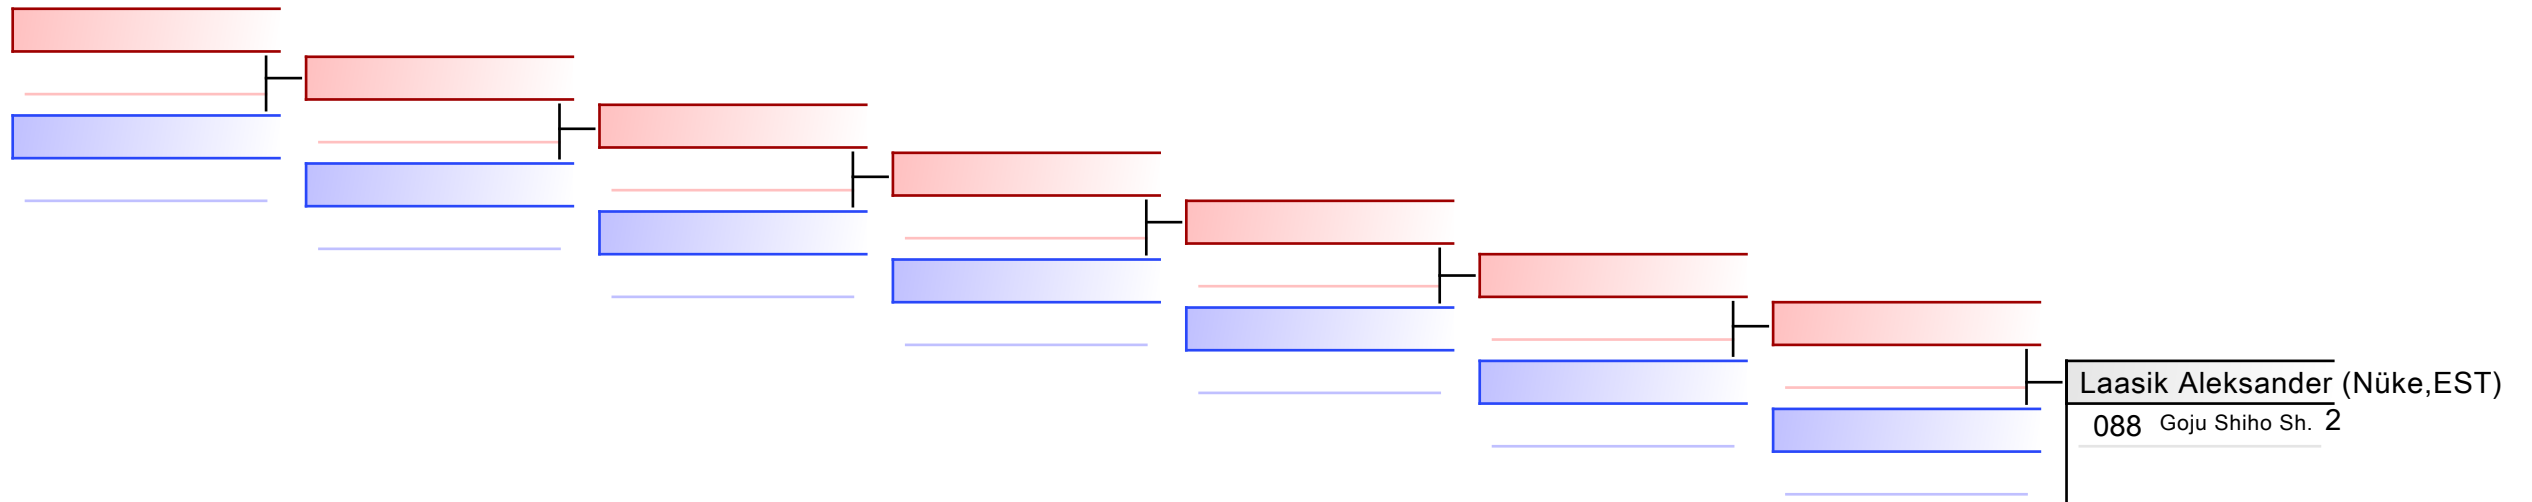 Laasik Aleksander (Nüke,EST)
088 Goju Shiho Sh. 2